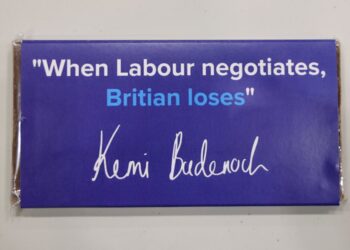 "When Labour negotiates,
Britian loses"
Kemi Badenoch